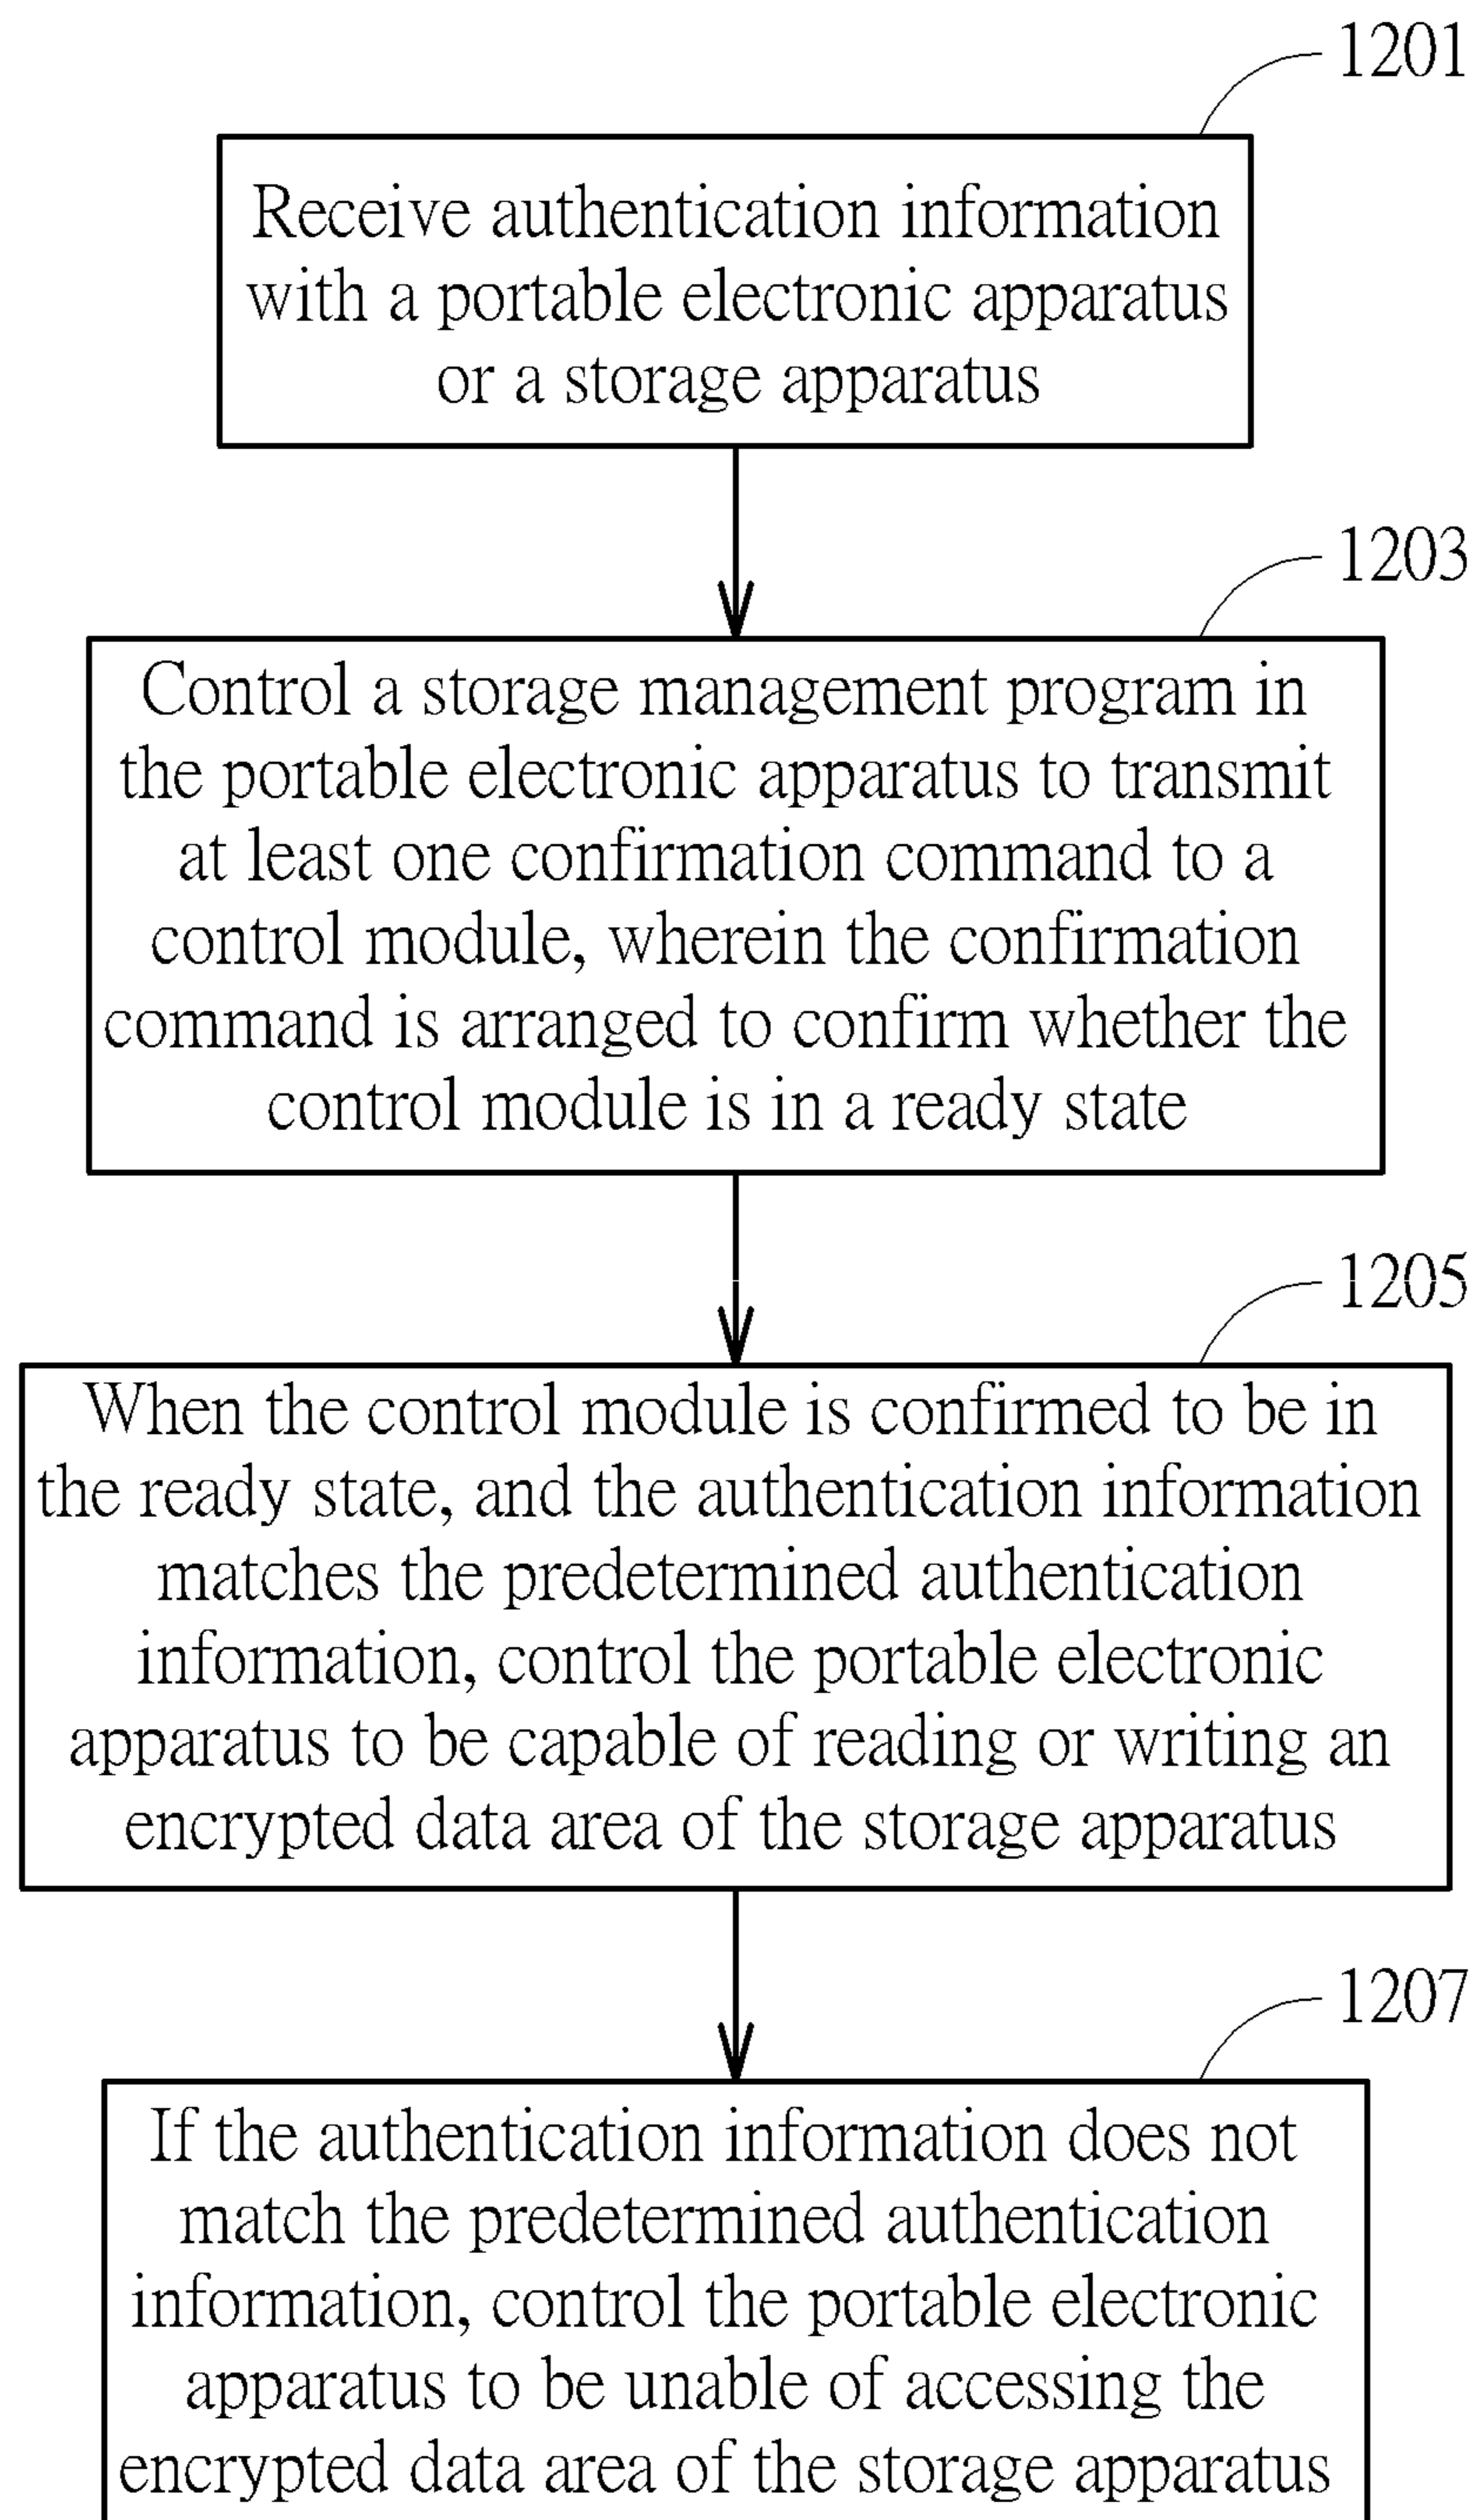 1201
Receive authentication information
with a portable electronic apparatus
or a storage apparatus
1203
Control a storage management program in
the portable electronic apparatus to transmit
at least one confirmation command to a
control module, wherein the confirmation
command is arranged to confirm whether the
control module is in a ready state
1205
When the control module is confirmed to be in
the ready state, and the authentication information
matches the predetermined authentication
information, control the portable electronic
apparatus to be capable of reading or writing an
encrypted data area of the storage apparatus
1207
If the authentication information does not
match the predetermined authentication
information, control the portable electronic
apparatus to be unable of accessing the
encrypted data area of the storage apparatus